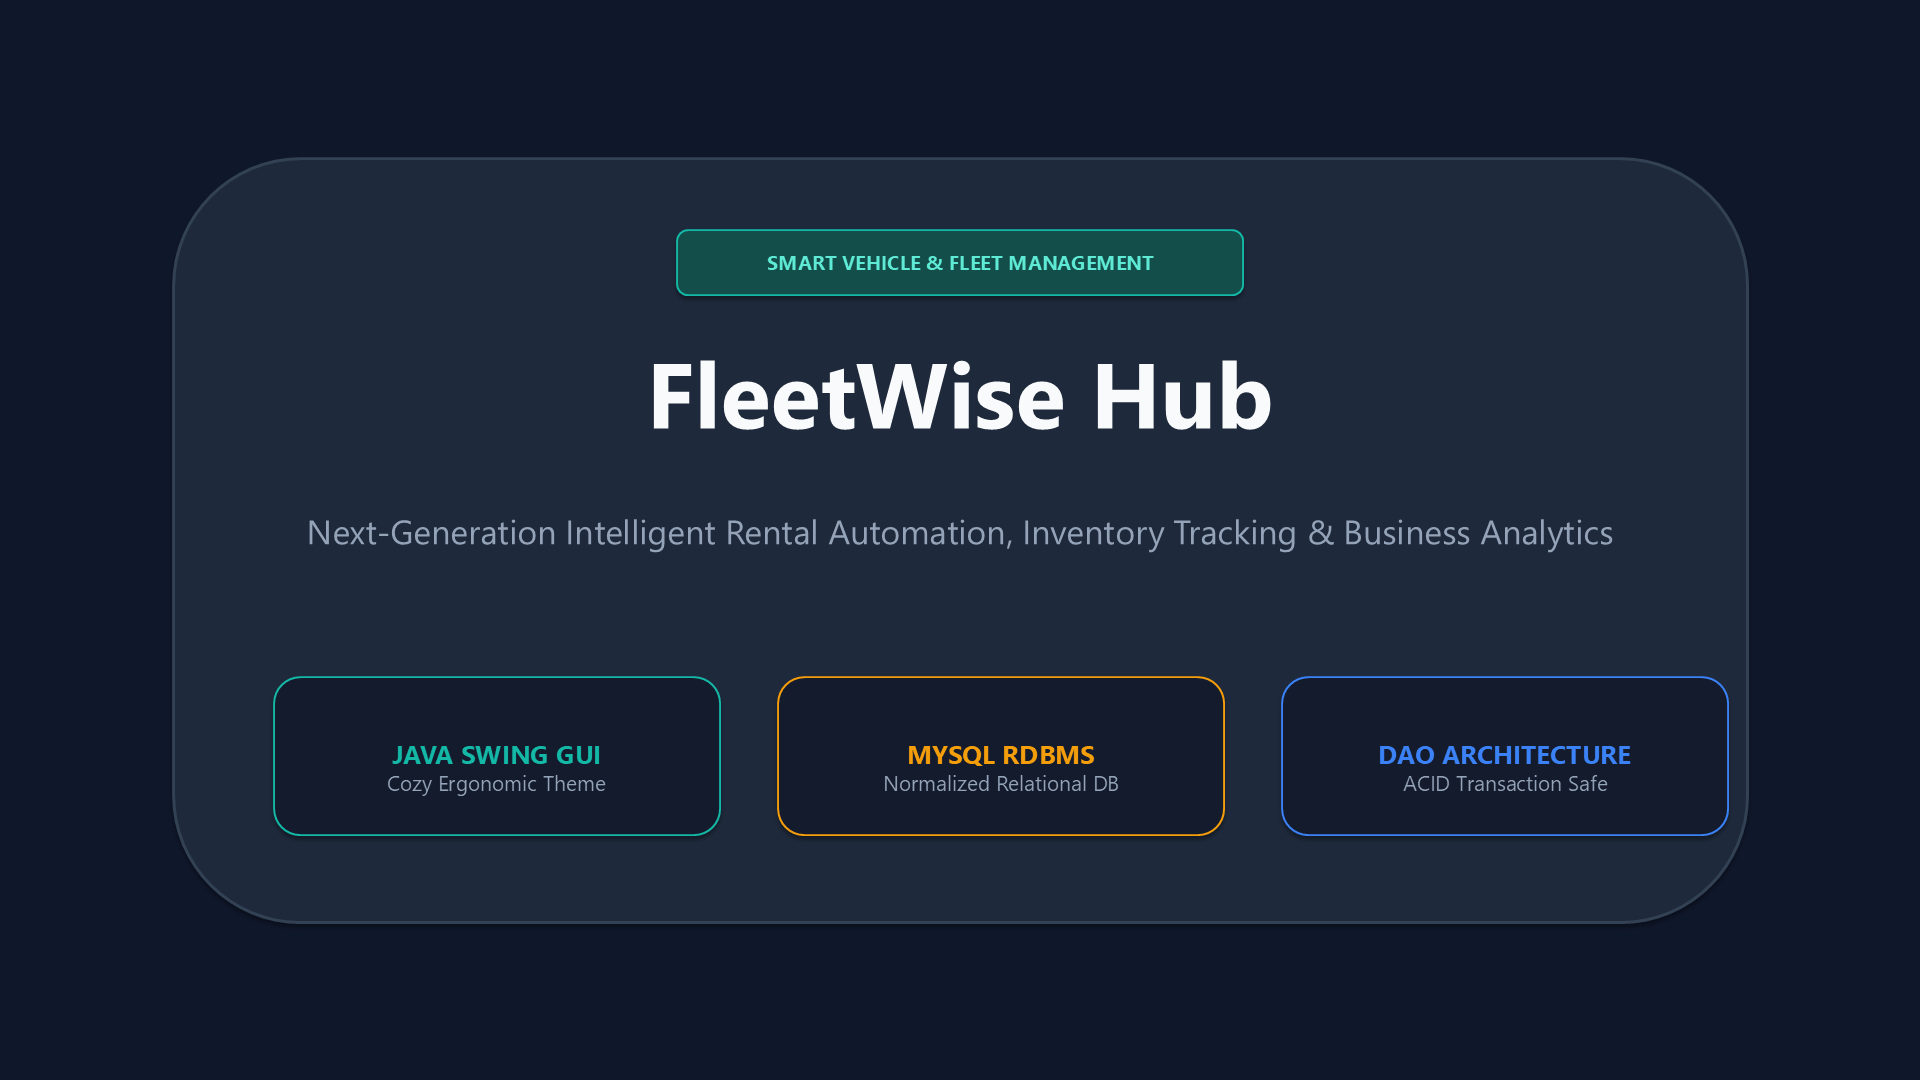 SMART VEHICLE & FLEET MANAGEMENT
FleetWise Hub
Next-Generation Intelligent Rental Automation, Inventory Tracking & Business Analytics
JAVA SWING GUI
Cozy Ergonomic Theme
MYSQL RDBMS
Normalized Relational DB
DAO ARCHITECTURE
ACID Transaction Safe